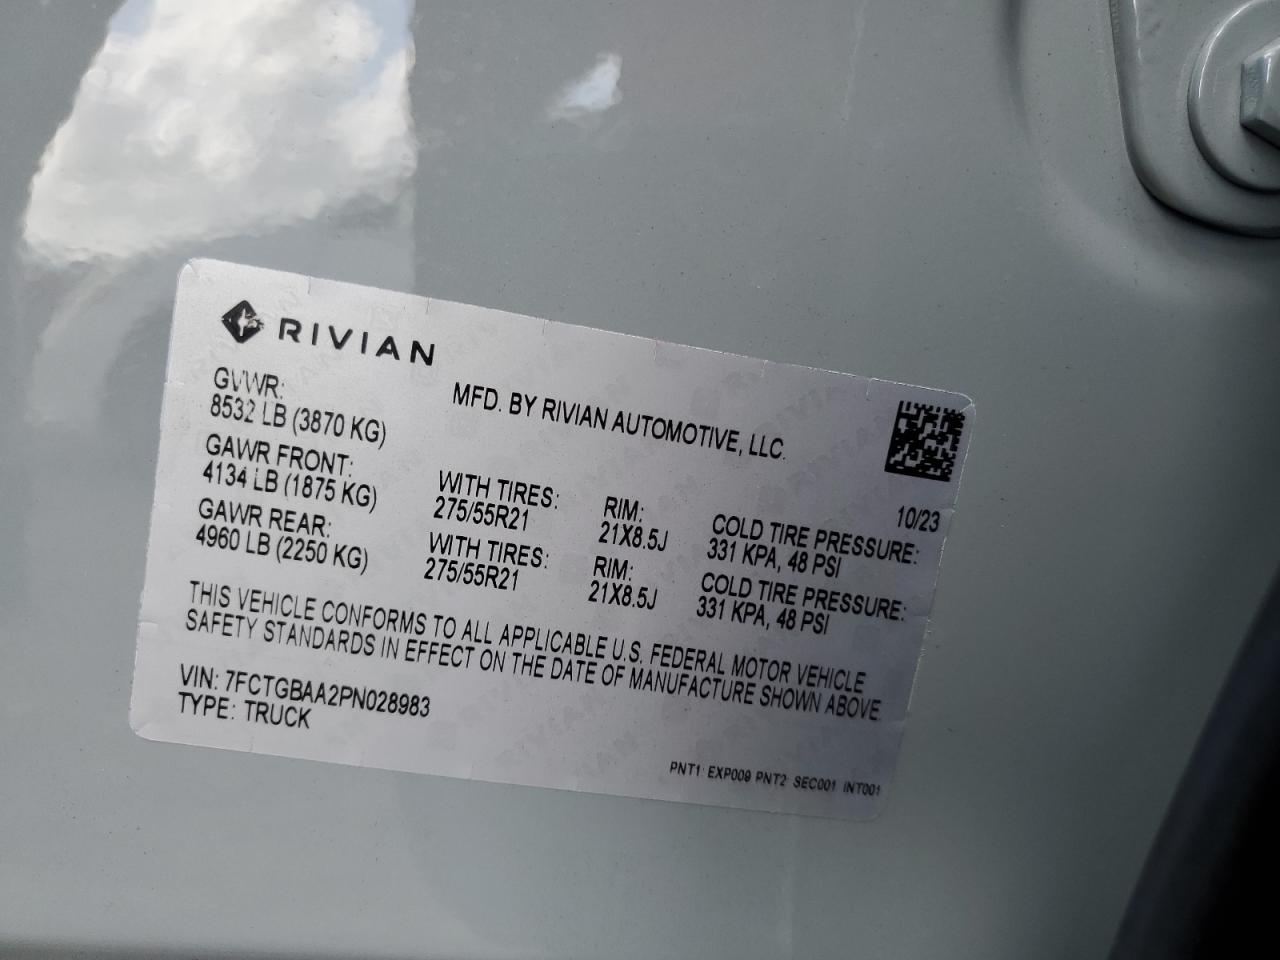 RIVIAN
MFD. BY RIVIAN AUTOMOTIVE, LLC.
10/23
GVWR:
8532 LB (3870 KG)
GAWR FRONT: WITH TIRES: RIM: COLD TIRE PRESSURE:
4134 LB (1875 KG) 275/55R21 21X8.5J 331 KPA, 48 PSI
GAWR REAR: WITH TIRES: RIM: COLD TIRE PRESSURE:
4960 LB (2250 KG) 275/55R21 21X8.5J 331 KPA, 48 PSI
THIS VEHICLE CONFORMS TO ALL APPLICABLE U.S. FEDERAL MOTOR VEHICLE
SAFETY STANDARDS IN EFFECT ON THE DATE OF MANUFACTURE SHOWN ABOVE.
VIN: 7FCTGBAA2PN028983
TYPE: TRUCK
PNT1: EXP009 PNT2: SEC001 INT001